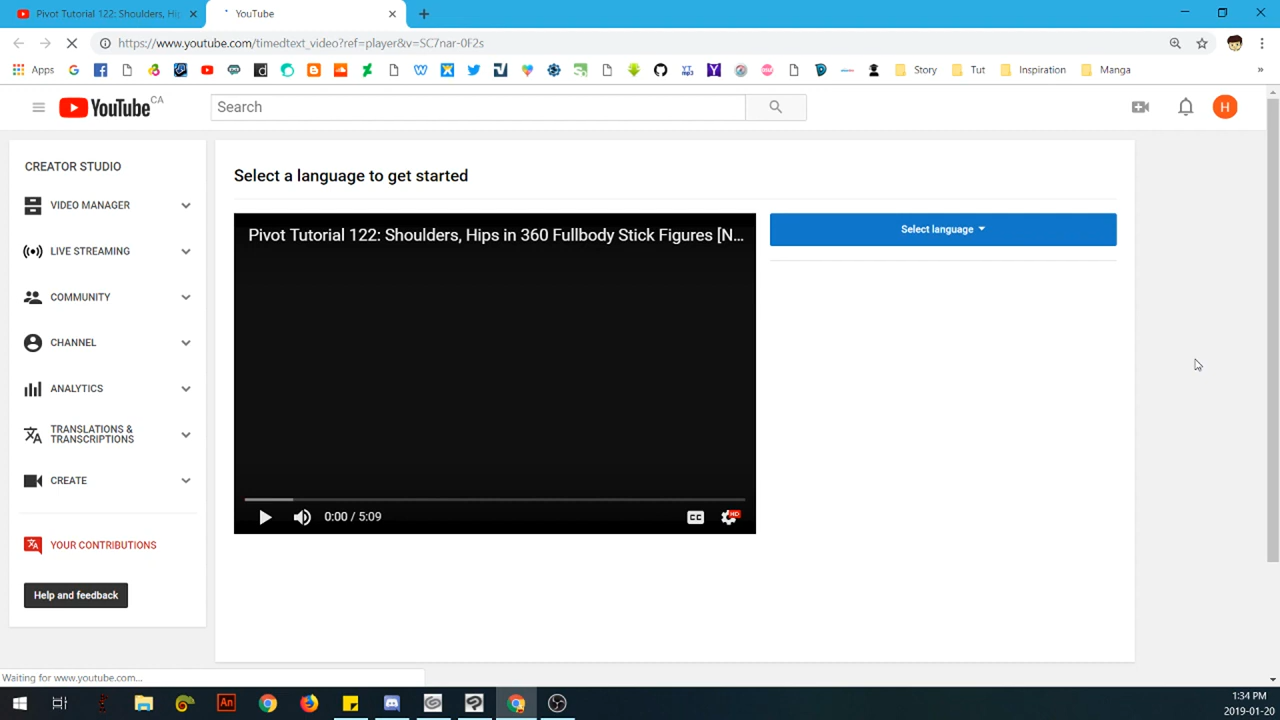 Pivot Tutorial 122: Shoulders, Hi
YouTube
https://www.youtube.com/timedtext_video?ref=player&v=SC7nar-0F2s
Apps
Story
Tut
Inspiration
Manga
YouTube CA
Search
H
CREATOR STUDIO
VIDEO MANAGER
LIVE STREAMING
COMMUNITY
CHANNEL
ANALYTICS
TRANSLATIONS &
TRANSCRIPTIONS
CREATE
YOUR CONTRIBUTIONS
Help and feedback
Select a language to get started
Pivot Tutorial 122: Shoulders, Hips in 360 Fullbody Stick Figures [N...
0:00 / 5:09
CC
HD
Select language
Waiting for www.youtube.com...
An
1:34 PM
2019-01-20